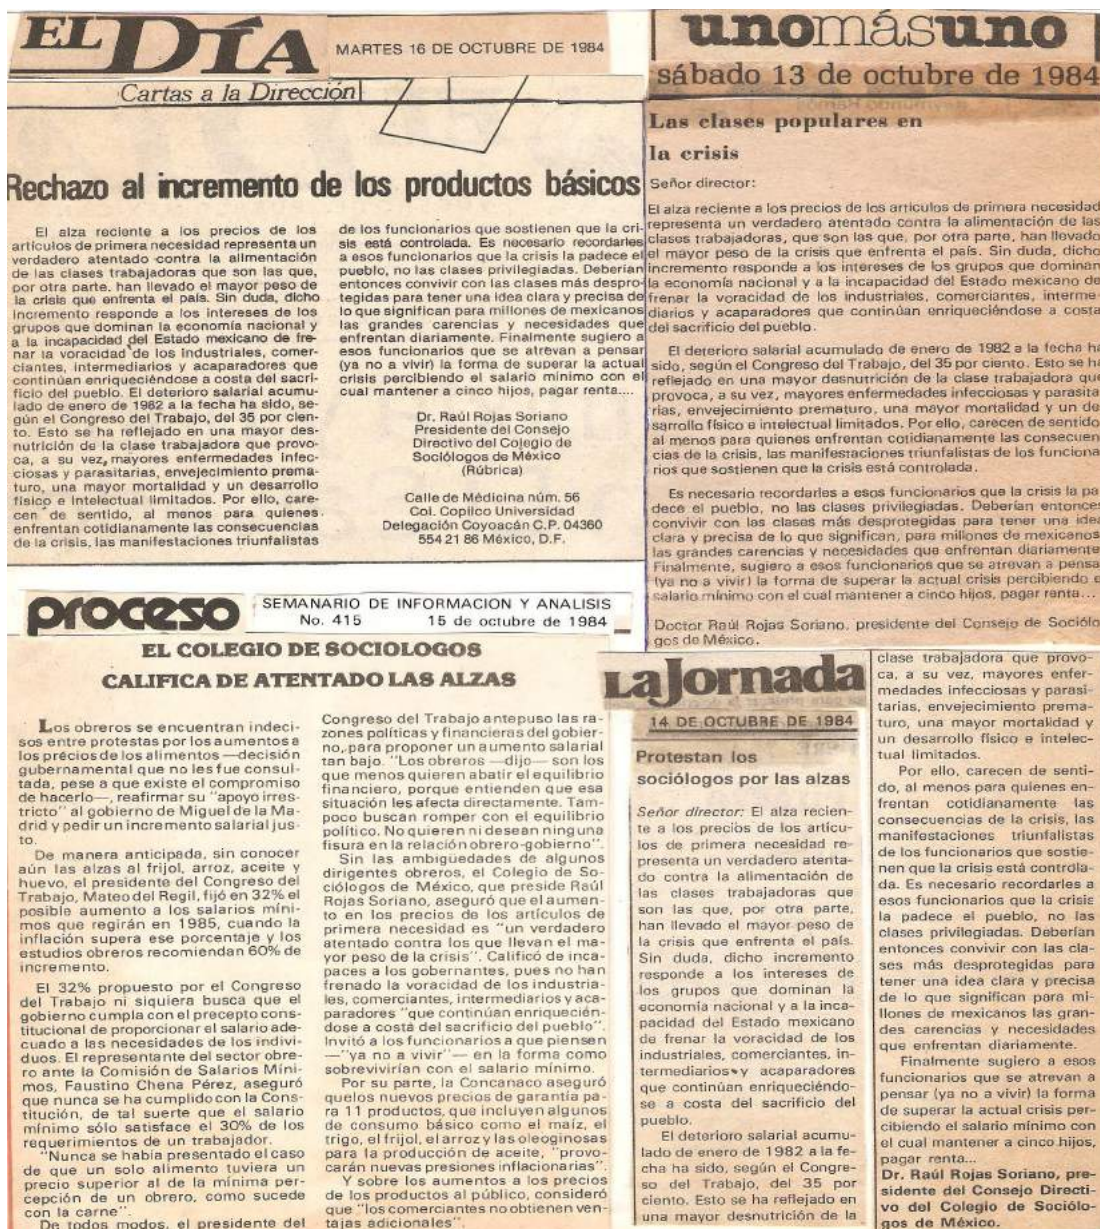 EL DÍA
MARTES 16 DE OCTUBRE DE 1984
Cartas a la Dirección
Rechazo al incremento de los productos básicos
El alza reciente a los precios de los
artículos de primera necesidad representa un
verdadero atentado contra la alimentación
de las clases trabajadoras que son las que,
por otra parte, han llevado el mayor peso de
la crisis que enfrenta el país. Sin duda, dicho
incremento responde a los intereses de los
grupos que dominan la economía nacional y
a la incapacidad del Estado mexicano de fre-
nar la voracidad de los industriales, comer-
ciantes, intermediarios y acaparadores que
continúan enriqueciéndose a costa del sacri-
ficio del pueblo. El deterioro salarial acumu-
lado de enero de 1982 a la fecha ha sido, se-
gún el Congreso del Trabajo, del 35 por cien-
to. Esto se ha reflejado en una mayor des-
nutrición de la clase trabajadora que provo-
ca, a su vez, mayores enfermedades infec-
ciosas y parasitarias, envejecimiento prema-
turo, una mayor mortalidad y un desarrollo
físico e intelectual limitados. Por ello, care-
cen de sentido, al menos para quienes
enfrentan cotidianamente las consecuencias
de la crisis, las manifestaciones triunfalistas
de los funcionarios que sostienen que la cri-
sis está controlada. Es necesario recordarles
a esos funcionarios que la crisis la padece el
pueblo, no las clases privilegiadas. Deberían
entonces convivir con las clases más despro-
tegidas para tener una idea clara y precisa de
lo que significan para millones de mexicanos
las grandes carencias y necesidades que
enfrentan diariamente. Finalmente sugiero a
esos funcionarios que se atrevan a pensar
(ya no a vivir) la forma de superar la actual
crisis percibiendo el salario mínimo con el
cual mantener a cinco hijos, pagar renta....
Dr. Raúl Rojas Soriano
Presidente del Consejo
Directivo del Colegio de
Sociólogos de México
(Rúbrica)
Calle de Médicina núm. 56
Col. Copilco Universidad
Delegación Coyoacán C.P. 04360
554 21 86 México, D.F.
unomásuno
sábado 13 de octubre de 1984
Las clases populares en
la crisis
Señor director:
El alza reciente a los precios de los artículos de primera necesidad
representa un verdadero atentado contra la alimentación de las
clases trabajadoras, que son las que, por otra parte, han llevado
el mayor peso de la crisis que enfrenta el país. Sin duda, dicho
incremento responde a los intereses de los grupos que dominan
la economía nacional y a la incapacidad del Estado mexicano de
frenar la voracidad de los industriales, comerciantes, interme-
diarios y acaparadores que continúan enriqueciéndose a costa
del sacrificio del pueblo.
El deterioro salarial acumulado de enero de 1982 a la fecha ha
sido, según el Congreso del Trabajo, del 35 por ciento. Esto se ha
reflejado en una mayor desnutrición de la clase trabajadora que
provoca, a su vez, mayores enfermedades infecciosas y parasita-
rias, envejecimiento prematuro, una mayor mortalidad y un de-
sarrollo físico e intelectual limitados. Por ello, carecen de sentido
al menos para quienes enfrentan cotidianamente las consecuen-
cias de la crisis, las manifestaciones triunfalistas de los funciona-
rios que sostienen que la crisis está controlada.
Es necesario recordarles a esos funcionarios que la crisis la pa-
dece el pueblo, no las clases privilegiadas. Deberían entonces
convivir con las clases más desprotegidas para tener una idea
clara y precisa de lo que significan, para millones de mexicanos
las grandes carencias y necesidades que enfrentan diariamente
Finalmente, sugiero a esos funcionarios que se atrevan a pensa
(ya no a vivir) la forma de superar la actual crisis percibiendo e
salario mínimo con el cual mantener a cinco hijos, pagar renta...
Doctor Raúl Rojas Soriano, presidente del Consejo de Sociólo-
gos de México.
proceso
SEMANARIO DE INFORMACION Y ANALISIS
No. 415 15 de octubre de 1984
EL COLEGIO DE SOCIOLOGOS
CALIFICA DE ATENTADO LAS ALZAS
Los obreros se encuentran indeci-
sos entre protestas por los aumentos a
los précios de los alimentos —decisión
gubernamental que no les fue consul-
tada, pese a que existe el compromiso
de hacerlo—, reafirmar su "apoyo irres-
tricto" al gobierno de Miguel de la Ma-
drid y pedir un incremento salarial jus-
to.
De manera anticipada, sin conocer
aún las alzas al frijol, arroz, aceite y
huevo, el presidente del Congreso del
Trabajo, Mateo del Regil, fijó en 32% el
posible aumento a los salarios míni-
mos que regirán en 1985, cuando la
inflación supera ese porcentaje y los
estudios obreros recomiendan 60% de
incremento.
El 32% propuesto por el Congreso
del Trabajo ni siquiera busca que el
gobierno cumpla con el precepto cons-
titucional de proporcionar el salario ade-
cuado a las necesidades de los indivi-
duos. El representante del sector obre-
ro ante la Comisión de Salarios Míni-
mos, Faustino Chena Pérez, aseguró
que nunca se ha cumplido con la Cons-
titución, de tal suerte que el salario
mínimo sólo satisface el 30% de los
requerimientos de un trabajador.
"Nunca se había presentado el caso
de que un solo alimento tuviera un
precio superior al de la mínima per-
cepción de un obrero, como sucede
con la carne".
De todos modos, el presidente del
Congreso del Trabajo antepuso las ra-
zones políticas y financieras del gobier-
no, para proponer un aumento salarial
tan bajo. "Los obreros —dijo— son los
que menos quieren abatir el equilibrio
financiero, porque entienden que esa
situación les afecta directamente. Tam-
poco buscan romper con el equilibrio
político. No quieren ni desean ninguna
fisura en la relación obrero-gobierno".
Sin las ambigüedades de algunos
dirigentes obreros, el Colegio de So-
ciólogos de México, que preside Raúl
Rojas Soriano, aseguró que el aumen-
to en los precios de los artículos de
primera necesidad es "un verdadero
atentado contra los que llevan el ma-
yor peso de la crisis". Calificó de inca-
paces a los gobernantes, pues no han
frenado la voracidad de los industria-
les, comerciantes, intermediarios y aca-
paradores "que continúan enriquecién-
dose a costa del sacrificio del pueblo".
Invitó a los funcionarios a que piensen
—"ya no a vivir"— en la forma como
sobrevivirían con el salario mínimo.
Por su parte, la Concanaco aseguró
quelos nuevos precios de garantía pa-
ra 11 productos, que incluyen algunos
de consumo básico como el maíz, el
trigo, el frijol, el arroz y las oleoginosas
para la producción de aceite, "provo-
carán nuevas presiones inflacionarias".
Y sobre los aumentos a los precios
de los productos al público, consideró
que "los comerciantes no obtienen ven-
tajas adicionales".
La Jornada
14 DE OCTUBRE DE 1984
Protestan los
sociólogos por las alzas
Señor director: El alza recien-
te a los precios de los artícu-
los de primera necesidad re-
presenta un verdadero atenta-
do contra la alimentación de
las clases trabajadoras que
son las que, por otra parte,
han llevado el mayor peso de
la crisis que enfrenta el país.
Sin duda, dicho incremento
responde a los intereses de
los grupos que dominan la
economía nacional y a la inca-
pacidad del Estado mexicano
de frenar la voracidad de los
industriales, comerciantes, in-
termediarios y acaparadores
que continúan enriqueciéndo-
se a costa del sacrificio del
pueblo.
El deterioro salarial acumu-
lado de enero de 1982 a la fe-
cha ha sido, según el Congre-
so del Trabajo, del 35 por
ciento. Esto se ha reflejado en
una mayor desnutrición de la
clase trabajadora que provo-
ca, a su vez, mayores enfer-
medades infecciosas y parasi-
tarias, envejecimiento prema-
turo, una mayor mortalidad y
un desarrollo físico e intelec-
tual limitados.
Por ello, carecen de senti-
do, al menos para quienes en-
frentan cotidianamente las
consecuencias de la crisis, las
manifestaciones triunfalistas
de los funcionarios que sostie-
nen que la crisis está controla-
da. Es necesario recordarles a
esos funcionarios que la crisis
la padece el pueblo, no las
clases privilegiadas. Deberían
entonces convivir con las cla-
ses más desprotegidas para
tener una idea clara y precisa
de lo que significan para mi-
llones de mexicanos las gran-
des carencias y necesidades
que enfrentan diariamente.
Finalmente sugiero a esos
funcionarios que se atrevan a
pensar (ya no a vivir) la forma
de superar la actual crisis per-
cibiendo el salario mínimo con
el cual mantener a cinco hijos,
pagar renta...
Dr. Raúl Rojas Soriano, pre-
sidente del Consejo Directi-
vo del Colegio de Sociólo-
gos de México.